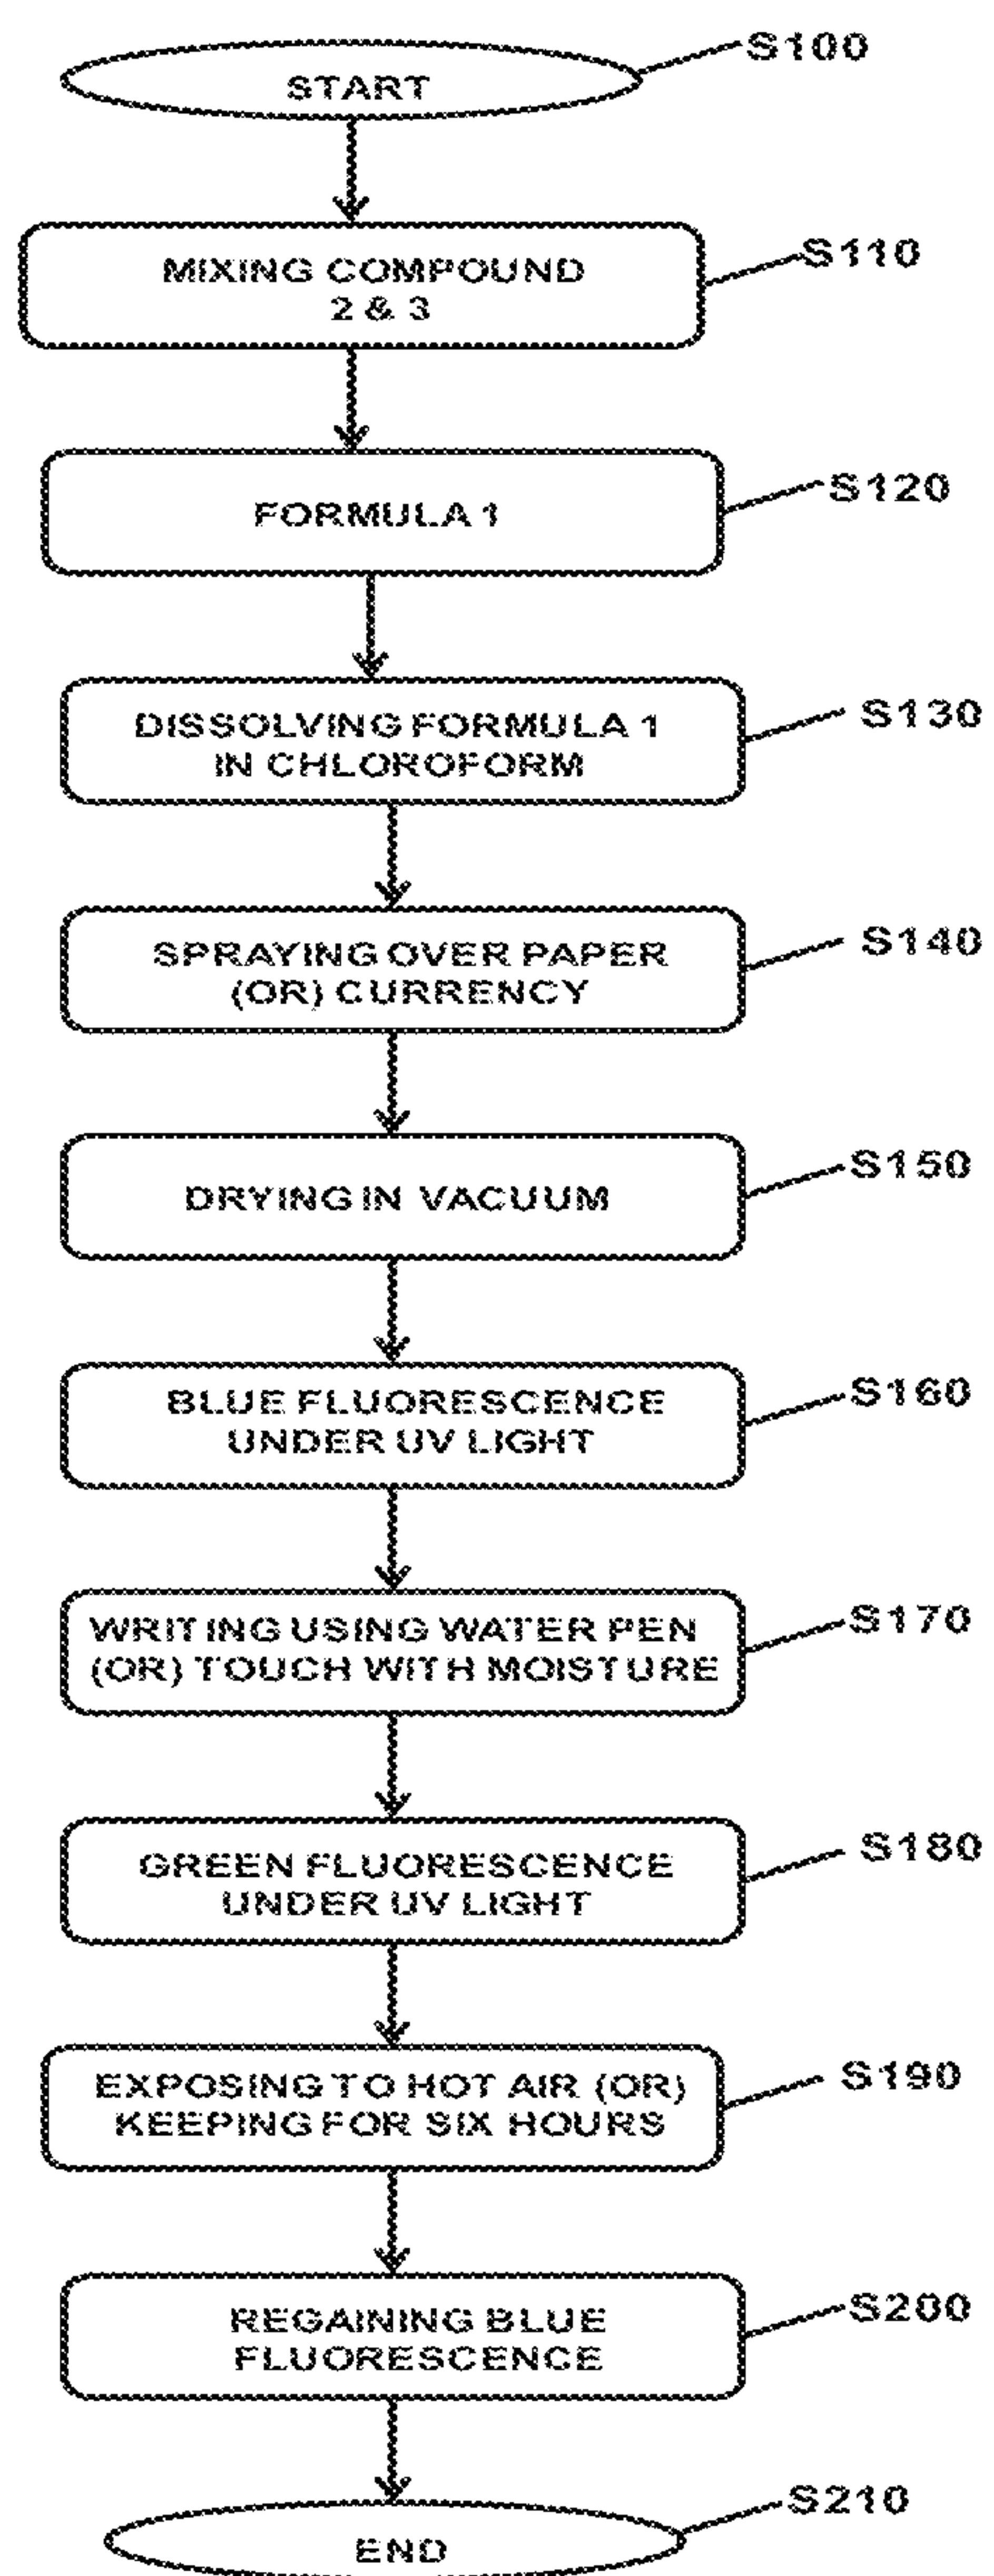 START
S100
MIXING COMPOUND
2 & 3
S110
FORMULA 1
S120
DISSOLVING FORMULA 1
IN CHLOROFORM
S130
SPRAYING OVER PAPER
(OR) CURRENCY
S140
DRYING IN VACUUM
S150
BLUE FLUORESCENCE
UNDER UV LIGHT
S160
WRITING USING WATER PEN
(OR) TOUCH WITH MOISTURE
S170
GREEN FLUORESCENCE
UNDER UV LIGHT
S180
EXPOSING TO HOT AIR (OR)
KEEPING FOR SIX HOURS
S190
REGAINING BLUE
FLUORESCENCE
S200
END
S210